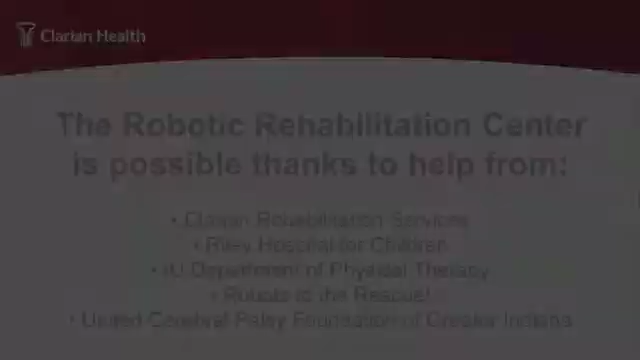 Clarian Health
The Robotic Rehabilitation Center
is possible thanks to help from:
• Clarian Rehabilitation Services
• Riley Hospital for Children
• IU Department of Physical Therapy
• Robots to the Rescue!
• United Cerebral Palsy Foundation of Greater Indiana